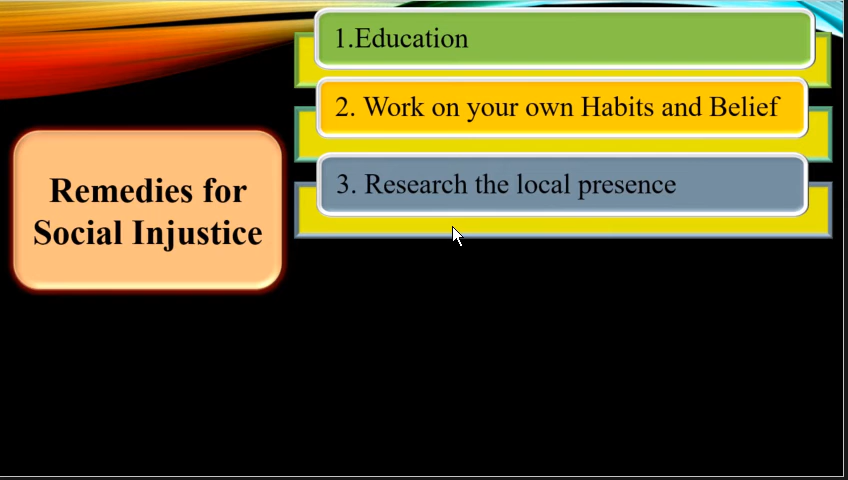 1.Education
2. Work on your own Habits and Belief
3. Research the local presence
Remedies for
Social Injustice